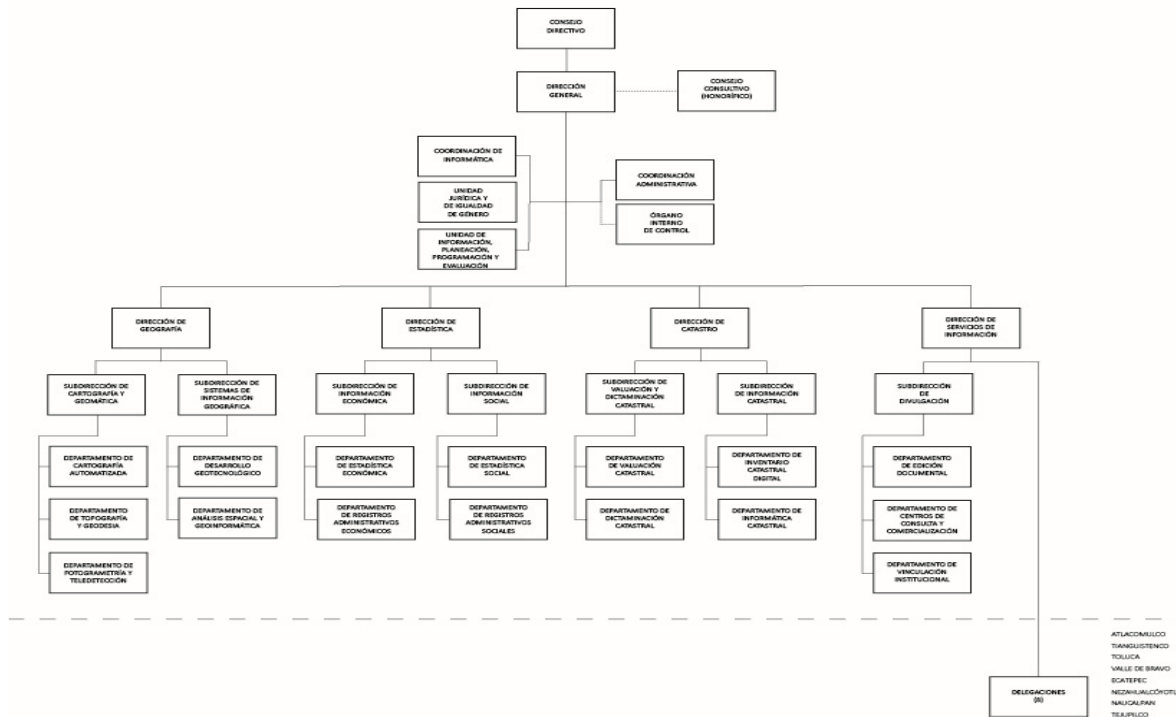 CONSEJO
DIRECTIVO
DIRECCIÓN
GENERAL
CONSEJO
CONSULTIVO
(HONORÍFICO)
COORDINACIÓN DE
INFORMÁTICA
UNIDAD
JURÍDICA Y
DE IGUALDAD
DE GÉNERO
UNIDAD DE
INFORMACIÓN,
PLANEACIÓN,
PROGRAMACIÓN Y
EVALUACIÓN
COORDINACIÓN
ADMINISTRATIVA
ÓRGANO
INTERNO
DE CONTROL
DIRECCIÓN DE
GEOGRAFÍA
DIRECCIÓN DE
ESTADÍSTICA
DIRECCIÓN DE
CATASTRO
DIRECCIÓN DE
SERVICIOS DE
INFORMACIÓN
SUBDIRECCIÓN DE
CARTOGRAFÍA Y
GEOMÁTICA
SUBDIRECCIÓN DE
SISTEMAS DE
INFORMACIÓN
GEOGRÁFICA
SUBDIRECCIÓN DE
INFORMACIÓN
ECONÓMICA
SUBDIRECCIÓN DE
INFORMACIÓN
SOCIAL
SUBDIRECCIÓN DE
VALUACIÓN Y
DICTAMINACIÓN
CATASTRAL
SUBDIRECCIÓN
DE INFORMACIÓN
CATASTRAL
SUBDIRECCIÓN
DE
DIVULGACIÓN
DEPARTAMENTO DE
CARTOGRAFÍA
AUTOMATIZADA
DEPARTAMENTO DE
DESARROLLO
GEOTECNOLÓGICO
DEPARTAMENTO
DE ESTADÍSTICA
ECONÓMICA
DEPARTAMENTO
DE ESTADÍSTICA
SOCIAL
DEPARTAMENTO
DE VALUACIÓN
CATASTRAL
DEPARTAMENTO DE
INVENTARIO
CATASTRAL
DIGITAL
DEPARTAMENTO
DE EDICIÓN
DOCUMENTAL
DEPARTAMENTO
DE TOPOGRAFÍA
Y GEODESIA
DEPARTAMENTO DE
ANÁLISIS ESPACIAL Y
GEOINFORMÁTICA
DEPARTAMENTO
DE REGISTROS
ADMINISTRATIVOS
ECONÓMICOS
DEPARTAMENTO
DE REGISTROS
ADMINISTRATIVOS
SOCIALES
DEPARTAMENTO
DE DICTAMINACIÓN
CATASTRAL
DEPARTAMENTO
DE INFORMÁTICA
CATASTRAL
DEPARTAMENTO DE
CENTROS DE
CONSULTA Y
COMERCIALIZACIÓN
DEPARTAMENTO DE
FOTOGRAMETRÍA Y
TELEDETECCIÓN
DEPARTAMENTO DE
VINCULACIÓN
INSTITUCIONAL
DELEGACIONES
(8)
ATLACOMULCO
TIANGUISTENCO
TOLUCA
VALLE DE BRAVO
ECATEPEC
NEZAHUALCÓYOTL
NAUCALPAN
TEJUPILCO